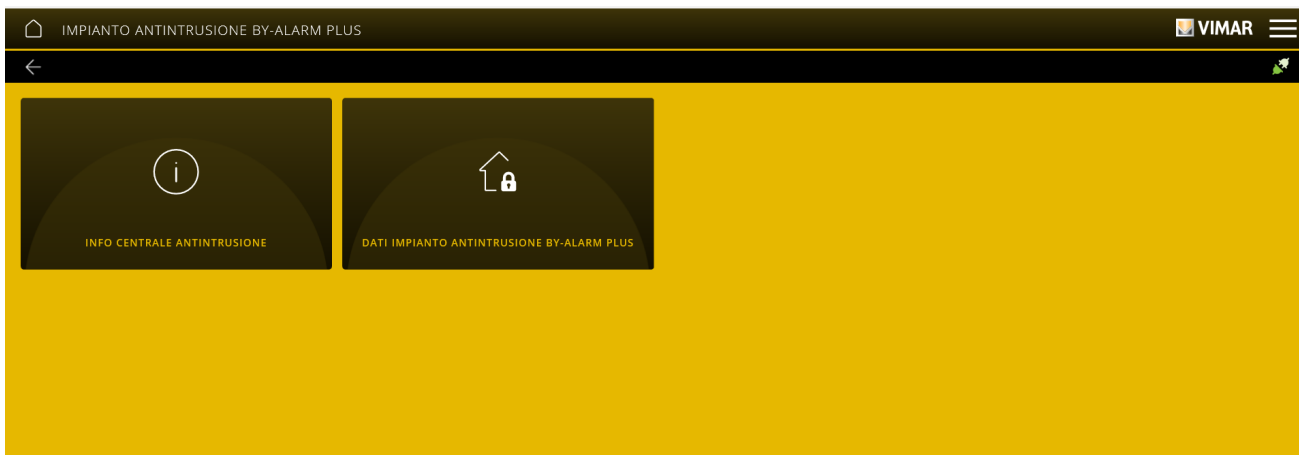 IMPIANTO ANTINTRUSIONE BY-ALARM PLUS
VIMAR
INFO CENTRALE ANTINTRUSIONE
DATI IMPIANTO ANTINTRUSIONE BY-ALARM PLUS